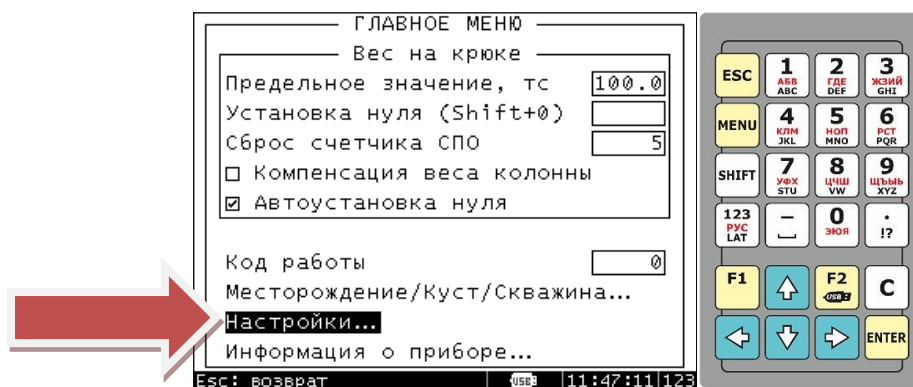 ГЛАВНОЕ МЕНЮ
Вес на крюке
Предельное значение, тс 100.0
Установка нуля (Shift+0)
Сброс счетчика СПО 5
Компенсация веса колонны
Автоустановка нуля
Код работы 0
Месторождение/Куст/Скважина...
Настройки...
Информация о приборе...
Esc: возврат USB 11:47:11 123
ESC 1 АБВ ABC 2 ГДЕ DEF 3 ЖЗИЙ GHI
MENU 4 КЛМ JKL 5 НОП MNO 6 РСТ PQR
SHIFT 7 УФХ STU 8 ЦЧШ VW 9 ЩЪЫЬ XYZ
123 РУС LAT – 0 ЭЮЯ . !?
F1 F2 USB C
ENTER